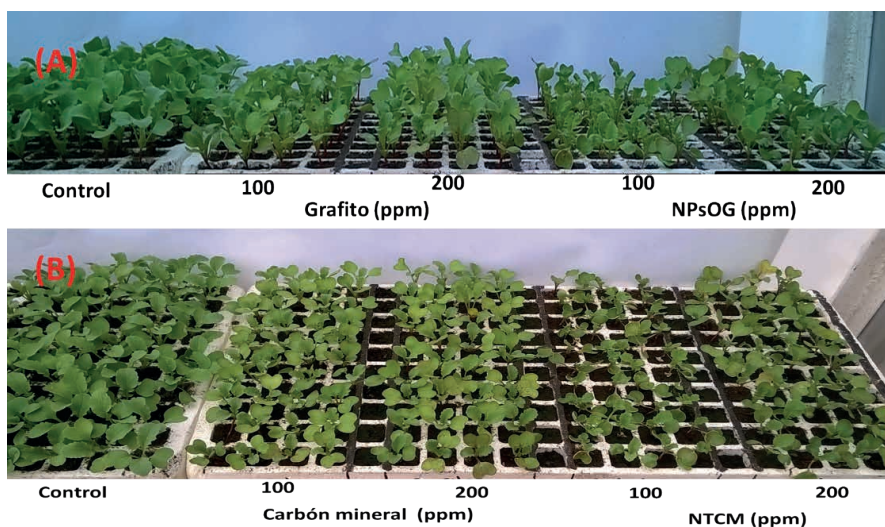 (A)
Control
100
200
100
200
Grafito (ppm)
NPsOG (ppm)
(B)
Control
100
200
100
200
Carbón mineral (ppm)
NTCM (ppm)